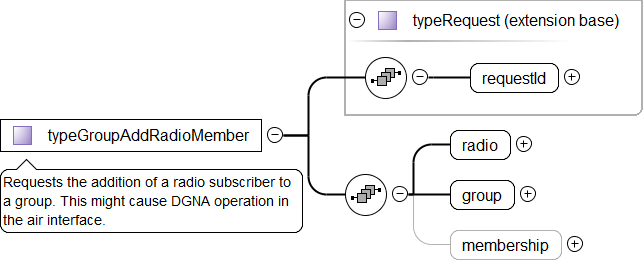 typeRequest (extension base)
requestId
typeGroupAddRadioMember
Requests the addition of a radio subscriber to
a group. This might cause DGNA operation in
the air interface.
radio
group
membership